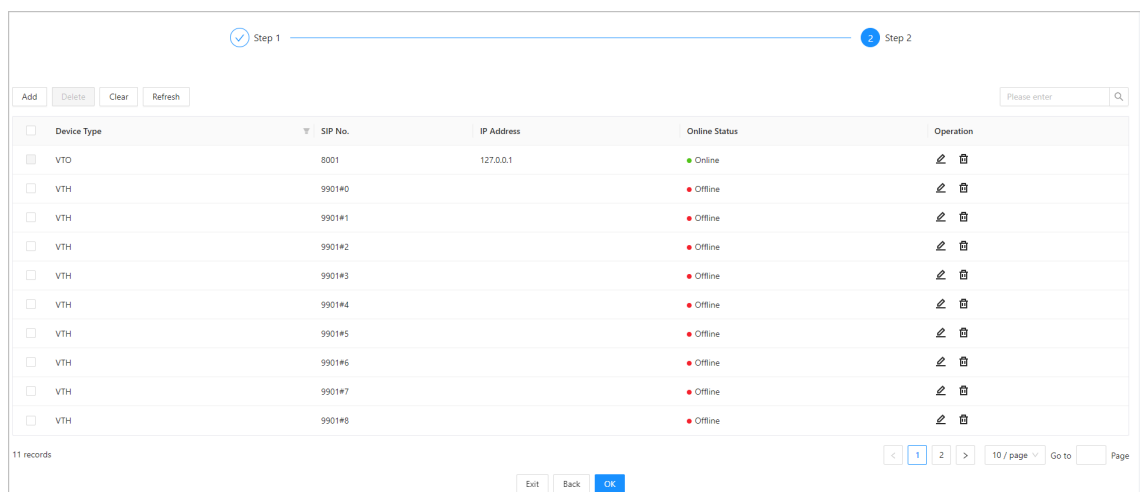 Step 1 2 Step 2
Add Delete Clear Refresh Please enter
Device Type SIP No. IP Address Online Status Operation
VTO 8001 127.0.0.1 Online
VTH 9901#0 Offline
VTH 9901#1 Offline
VTH 9901#2 Offline
VTH 9901#3 Offline
VTH 9901#4 Offline
VTH 9901#5 Offline
VTH 9901#6 Offline
VTH 9901#7 Offline
VTH 9901#8 Offline
11 records < 1 2 > 10 / page Go to Page
Exit Back OK